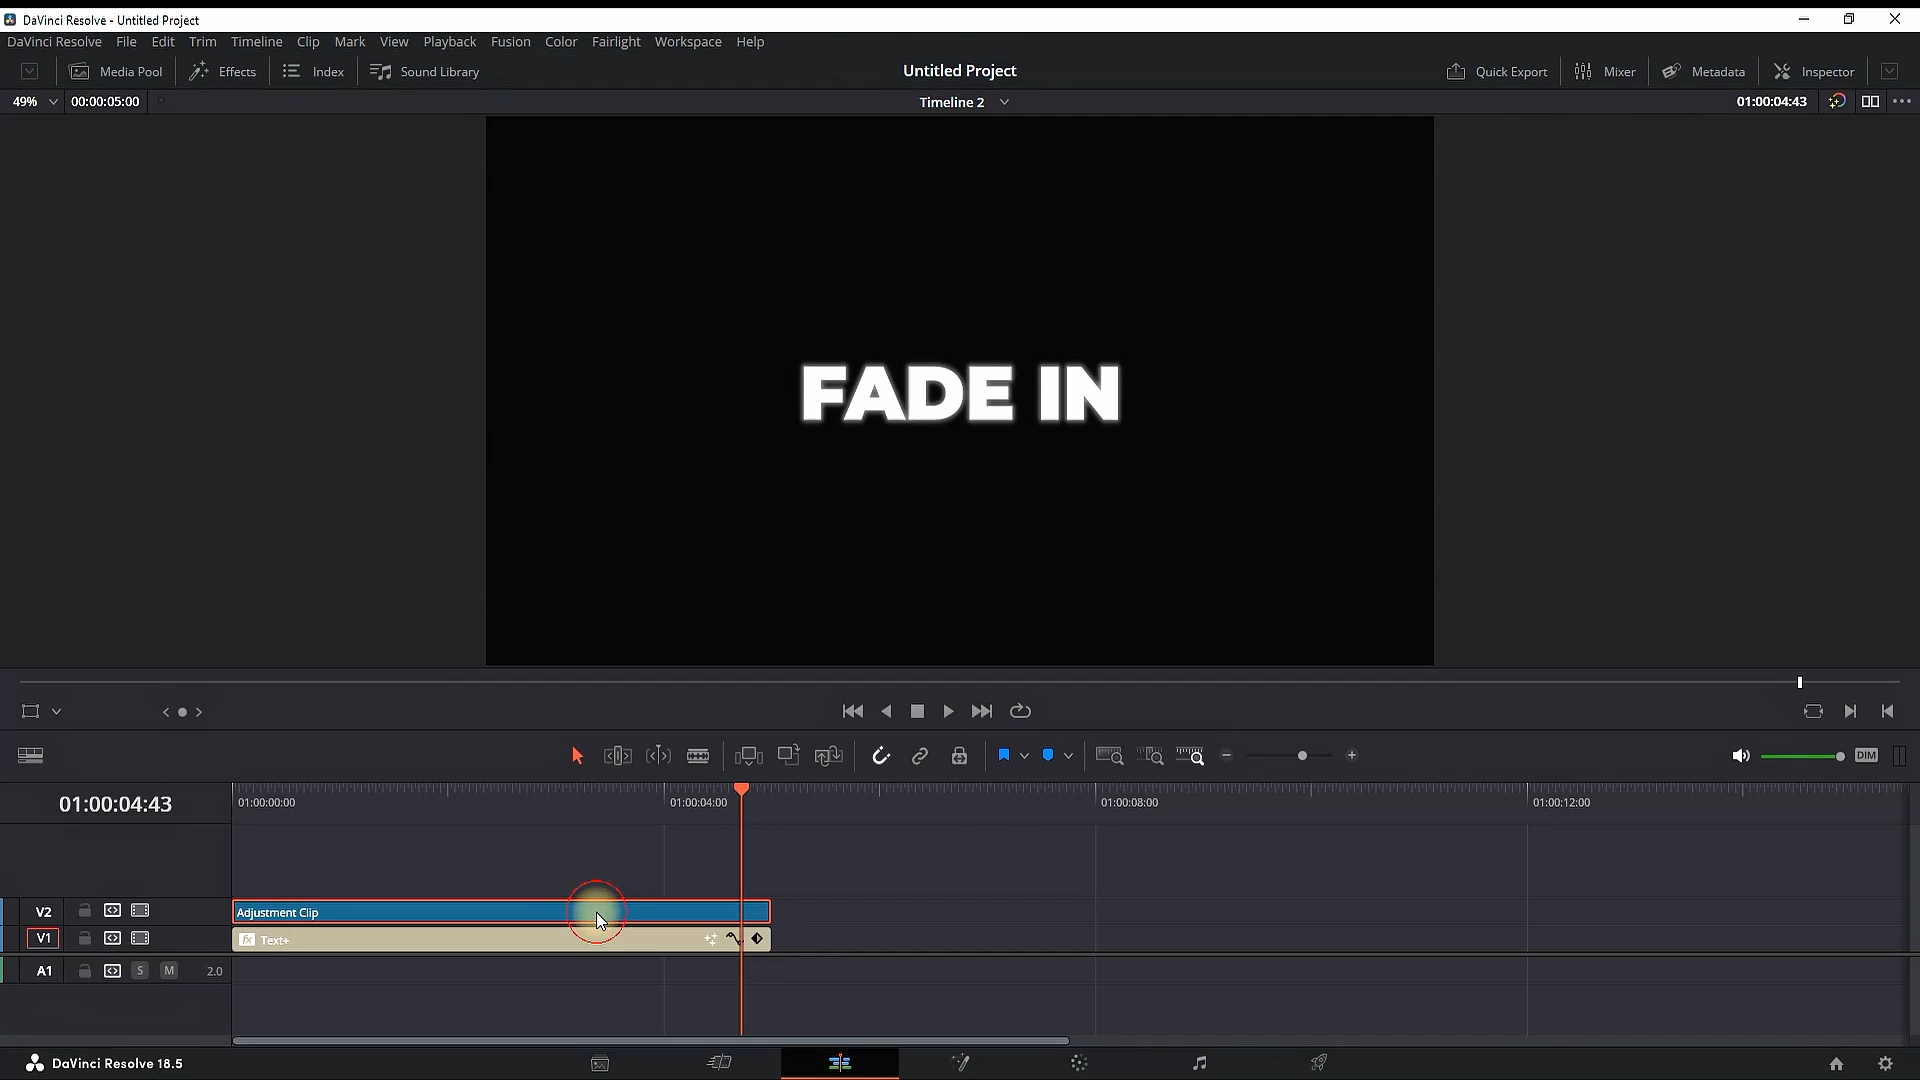 DaVinci Resolve - Untitled Project
DaVinci Resolve File Edit Trim Timeline Clip Mark View Playback Fusion Color Fairlight Workspace Help
Media Pool Effects Index Sound Library Untitled Project Quick Export Mixer Metadata Inspector
49% 00:00:05:00 Timeline 2 01:00:04:43
FADE IN
DIM
01:00:04:43 01:00:00:00 01:00:04:00 01:00:08:00 01:00:12:00
V2 Adjustment Clip
V1 fx Text+
A1 S M 2.0
DaVinci Resolve 18.5